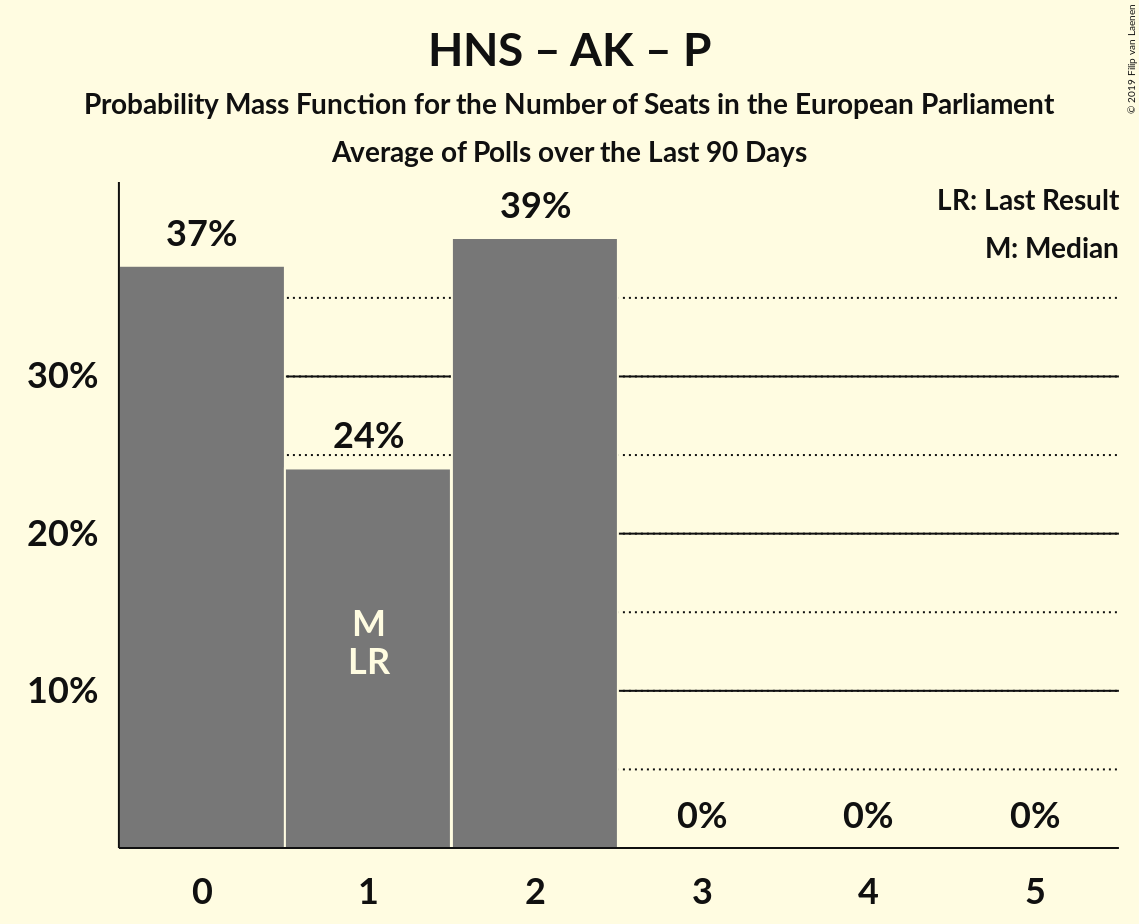 HNS – AK – P
Probability Mass Function for the Number of Seats in the European Parliament
Average of Polls over the Last 90 Days
© 2019 Filip van Laenen
LR: Last Result
M: Median
37%
24%
39%
0%
0%
0%
M
LR
30%
20%
10%
0
1
2
3
4
5